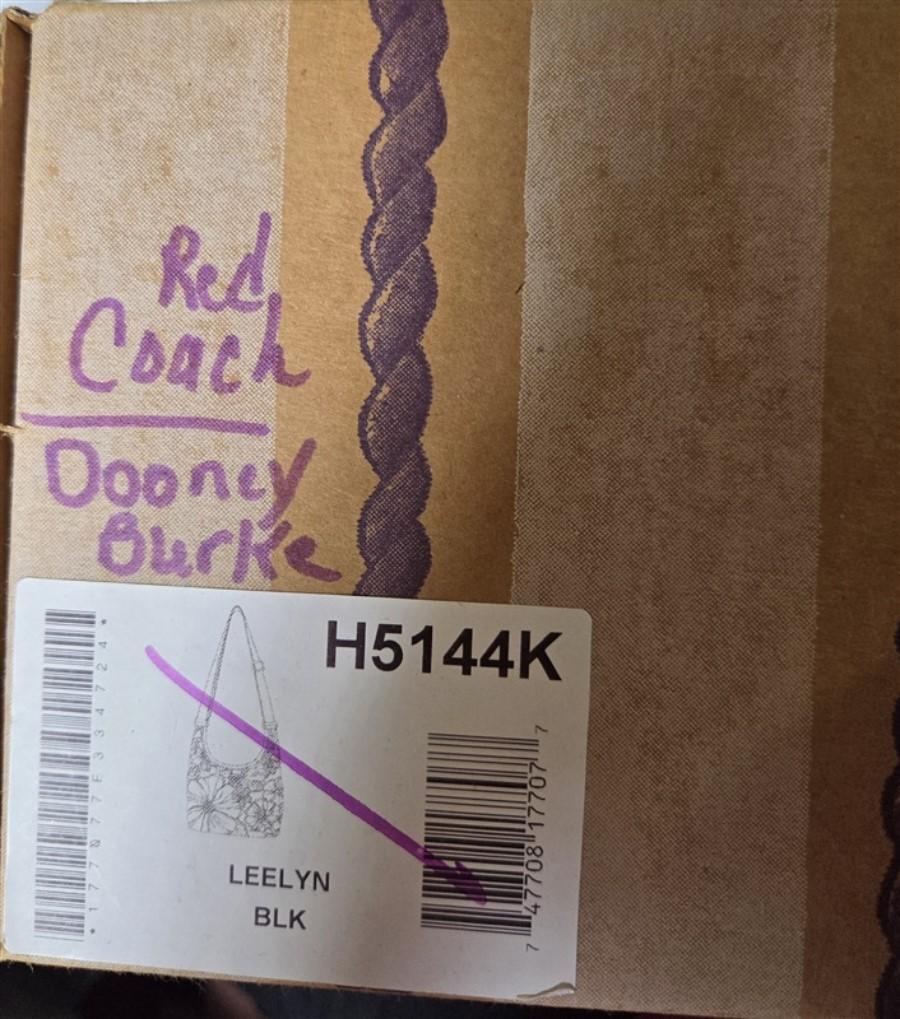 Red
Coach
Dooney
Burke
H5144K
LEELYN
BLK
7 47708 17707 7